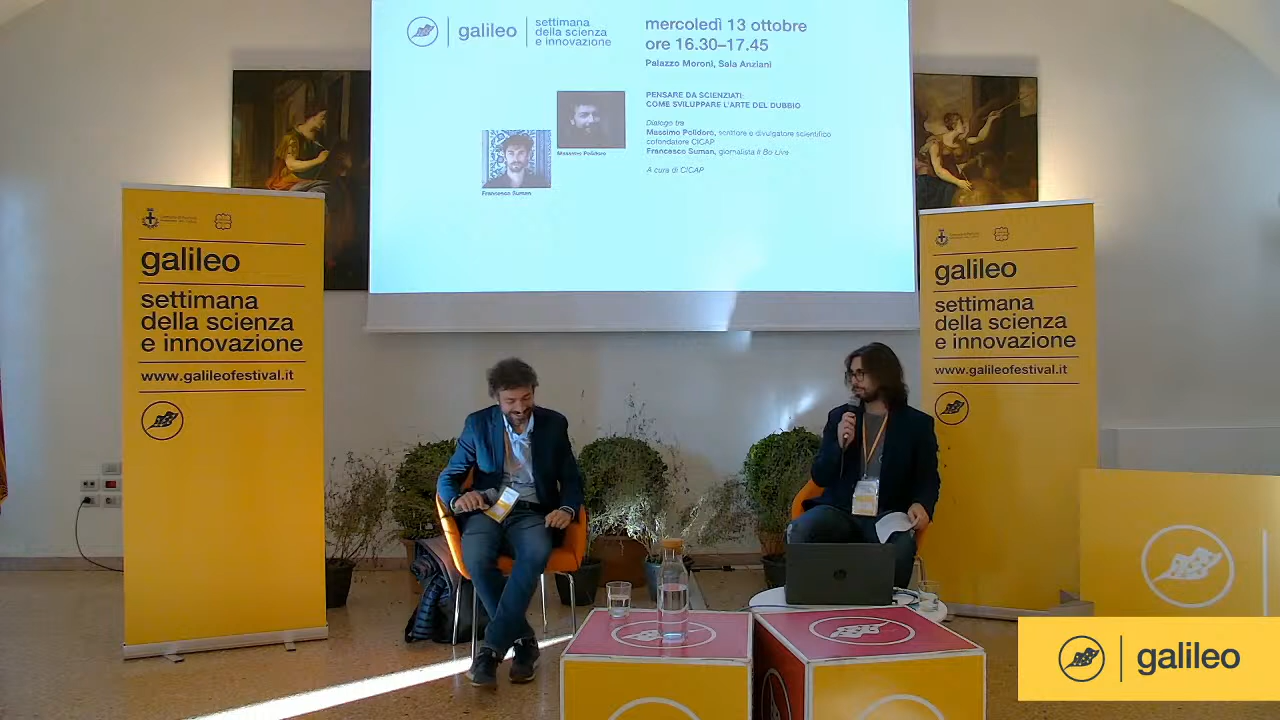 galileo
settimana
della scienza
e innovazione
mercoledì 13 ottobre
ore 16.30–17.45
Palazzo Moroni, Sala Anziani
PENSARE DA SCIENZIATI:
COME SVILUPPARE L'ARTE DEL DUBBIO
Dialogo tra
Massimo Polidoro, scrittore e divulgatore scientifico
cofondatore CICAP
Francesco Suman, giornalista Il Bo Live
A cura di CICAP
Massimo Polidoro
Francesco Suman
galileo
settimana
della scienza
e innovazione
www.galileofestival.it
galileo
settimana
della scienza
e innovazione
www.galileofestival.it
galileo